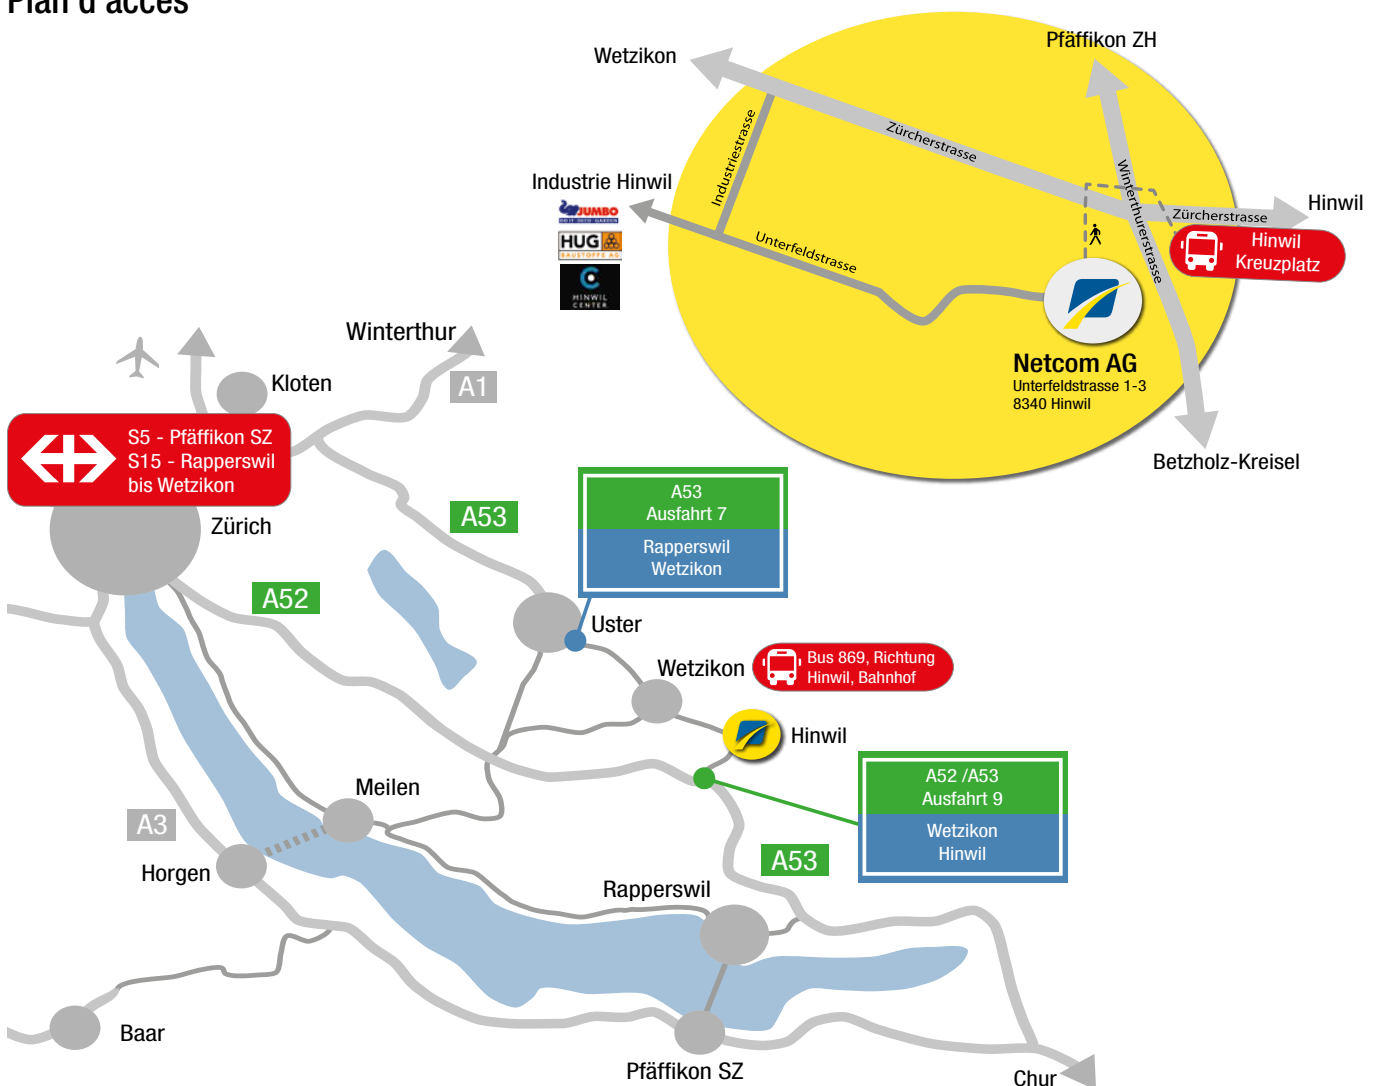 Plan d'accès
Pfäffikon ZH
Wetzikon
Zürcherstrasse
Industriestrasse
Winterthurerstrasse
Industrie Hinwil
JUMBO
HUG
BAUSTOFFE AG
HINWIL
CENTER
Unterfeldstrasse
Zürcherstrasse
Hinwil
Hinwil
Kreuzplatz
Netcom AG
Unterfeldstrasse 1-3
8340 Hinwil
Betzholz-Kreisel
Winterthur
Kloten
A1
S5 - Pfäffikon SZ
S15 - Rapperswil
bis Wetzikon
Zürich
A53
A53
Ausfahrt 7
Rapperswil
Wetzikon
A52
Uster
Wetzikon
Bus 869, Richtung
Hinwil, Bahnhof
Hinwil
A52 /A53
Ausfahrt 9
Wetzikon
Hinwil
Meilen
A3
Horgen
A53
Rapperswil
Baar
Pfäffikon SZ
Chur